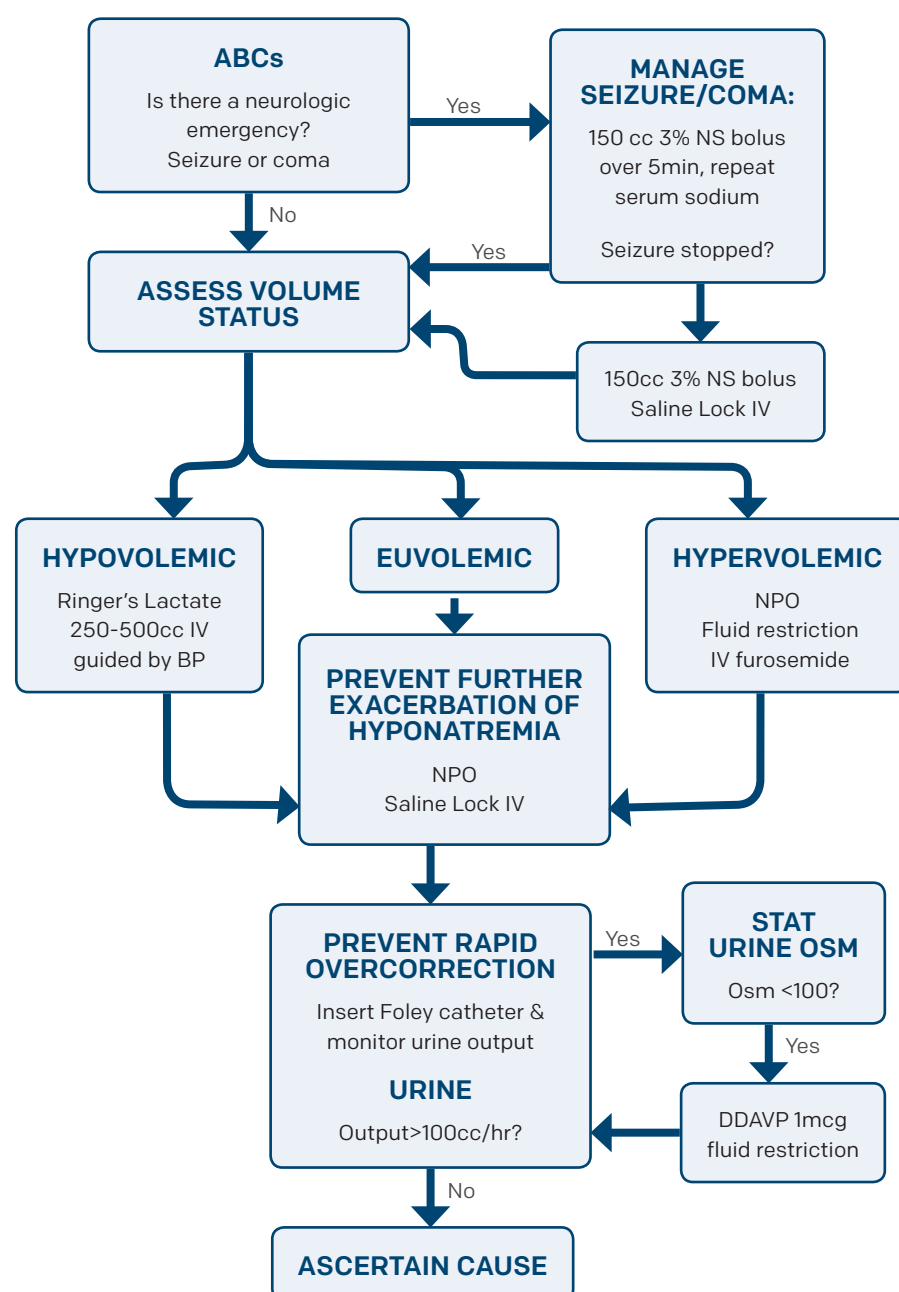 ABCs
Is there a neurologic
emergency?
Seizure or coma
Yes
MANAGE
SEIZURE/COMA:
150 cc 3% NS bolus
over 5min, repeat
serum sodium
Seizure stopped?
No
Yes
ASSESS VOLUME
STATUS
150cc 3% NS bolus
Saline Lock IV
HYPOVOLEMIC
Ringer's Lactate
250-500cc IV
guided by BP
EUVOLEMIC
HYPERVOLEMIC
NPO
Fluid restriction
IV furosemide
PREVENT FURTHER
EXACERBATION OF
HYPONATREMIA
NPO
Saline Lock IV
PREVENT RAPID
OVERCORRECTION
Insert Foley catheter &
monitor urine output
URINE
Output>100cc/hr?
Yes
STAT
URINE OSM
Osm <100?
Yes
DDAVP 1mcg
fluid restriction
No
ASCERTAIN CAUSE